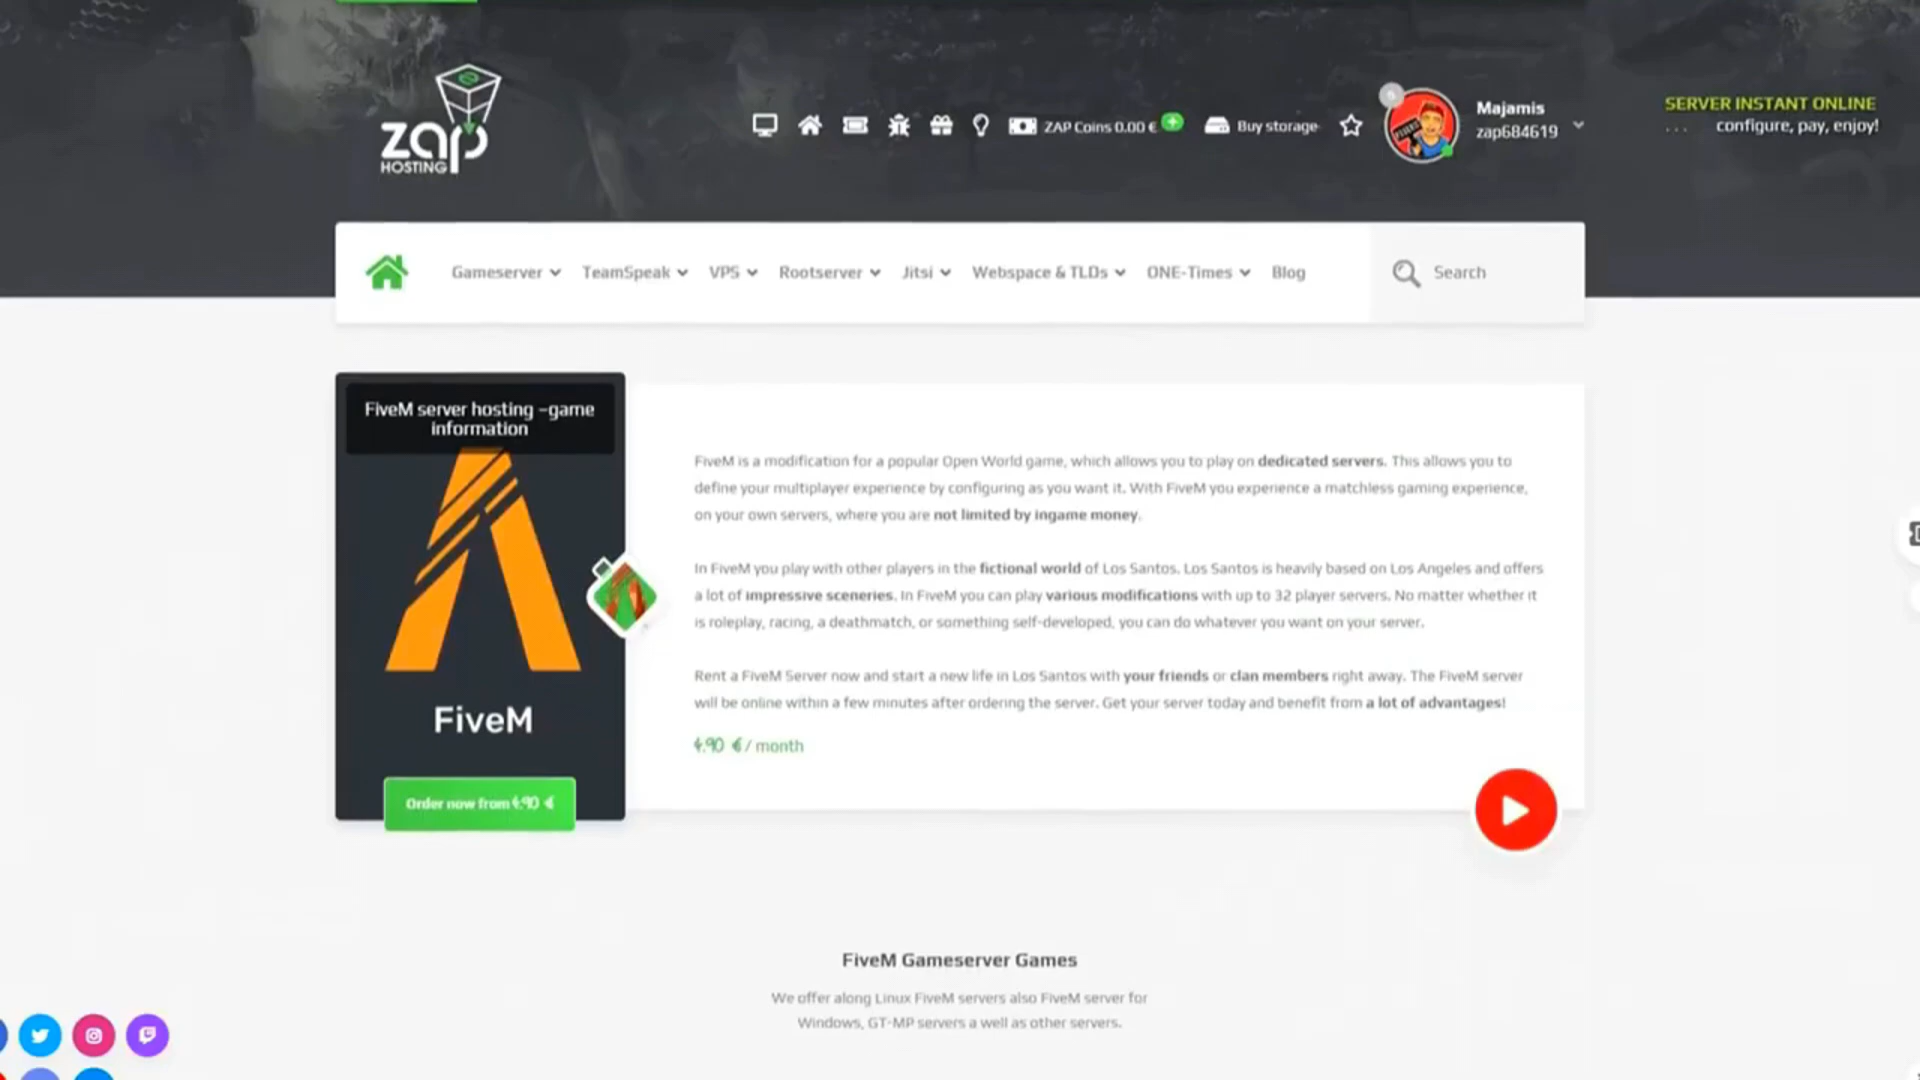 zap
HOSTING
ZAP Coins 0.00 €
Buy storage
Majamis
zap684619
SERVER INSTANT ONLINE
... configure, pay, enjoy!
Gameserver
TeamSpeak
VPS
Rootserver
Jitsi
Webspace & TLDs
ONE-Times
Blog
Search
FiveM server hosting –game
information
FiveM
Order now from 4.90 €
FiveM is a modification for a popular Open World game, which allows you to play on dedicated servers. This allows you to
define your multiplayer experience by configuring as you want it. With FiveM you experience a matchless gaming experience,
on your own servers, where you are not limited by ingame money.
In FiveM you play with other players in the fictional world of Los Santos. Los Santos is heavily based on Los Angeles and offers
a lot of impressive sceneries. In FiveM you can play various modifications with up to 32 player servers. No matter whether it
is roleplay, racing, a deathmatch, or something self-developed, you can do whatever you want on your server.
Rent a FiveM Server now and start a new life in Los Santos with your friends or clan members right away. The FiveM server
will be online within a few minutes after ordering the server. Get your server today and benefit from a lot of advantages!
4.90 €/ month
FiveM Gameserver Games
We offer along Linux FiveM servers also FiveM server for
Windows, GT-MP servers a well as other servers.